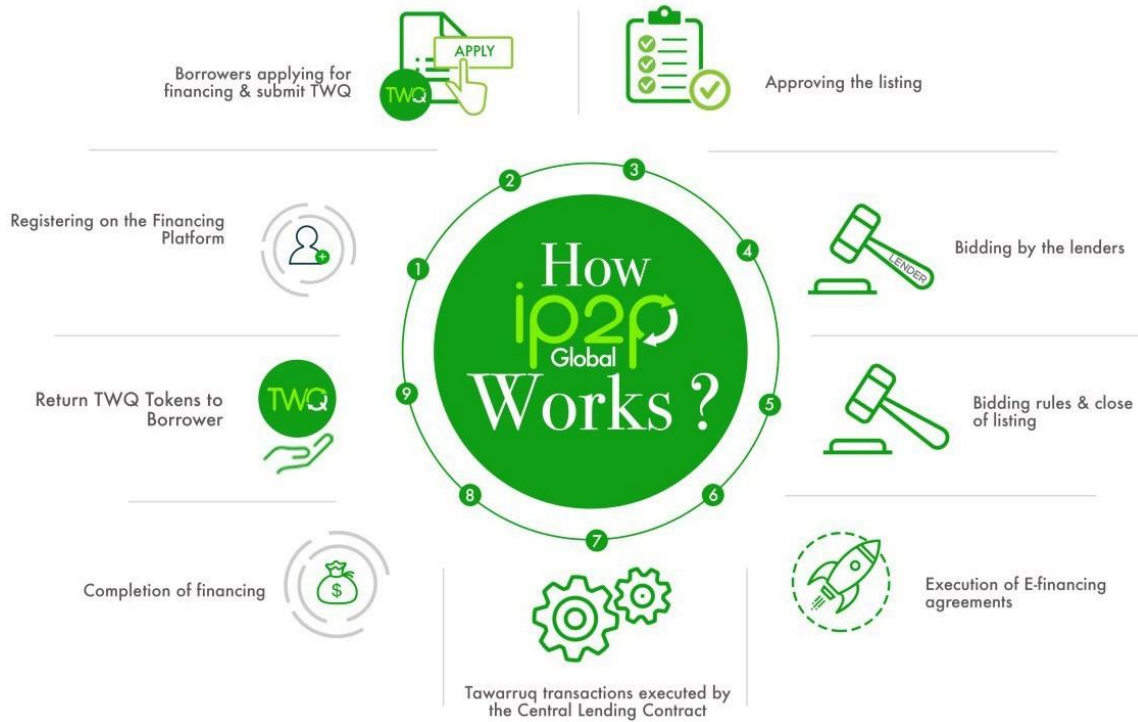 Borrowers applying for
financing & submit TWQ
APPLY
TWQ
Approving the listing
2
3
Registering on the Financing
Platform
1
4
LENDER
Bidding by the lenders
How
ip2p
Global
Works ?
Return TWQ Tokens to
Borrower
TWQ
9
5
Bidding rules & close
of listing
8
6
7
Completion of financing
$
Execution of E-financing
agreements
Tawarruq transactions executed by
the Central Lending Contract